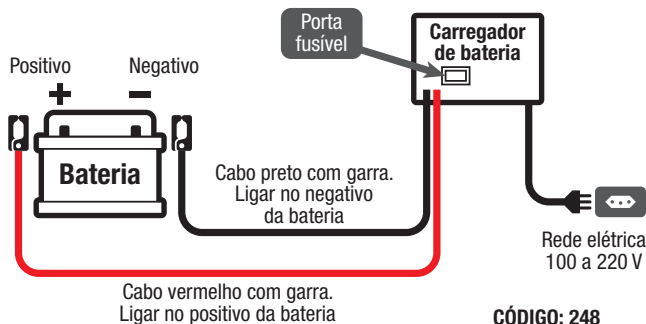 Porta
fusível
Carregador
de bateria
Positivo
Negativo
+
−
Bateria
Cabo preto com garra.
Ligar no negativo
da bateria
Rede elétrica
100 a 220 V
Cabo vermelho com garra.
Ligar no positivo da bateria
CÓDIGO: 248